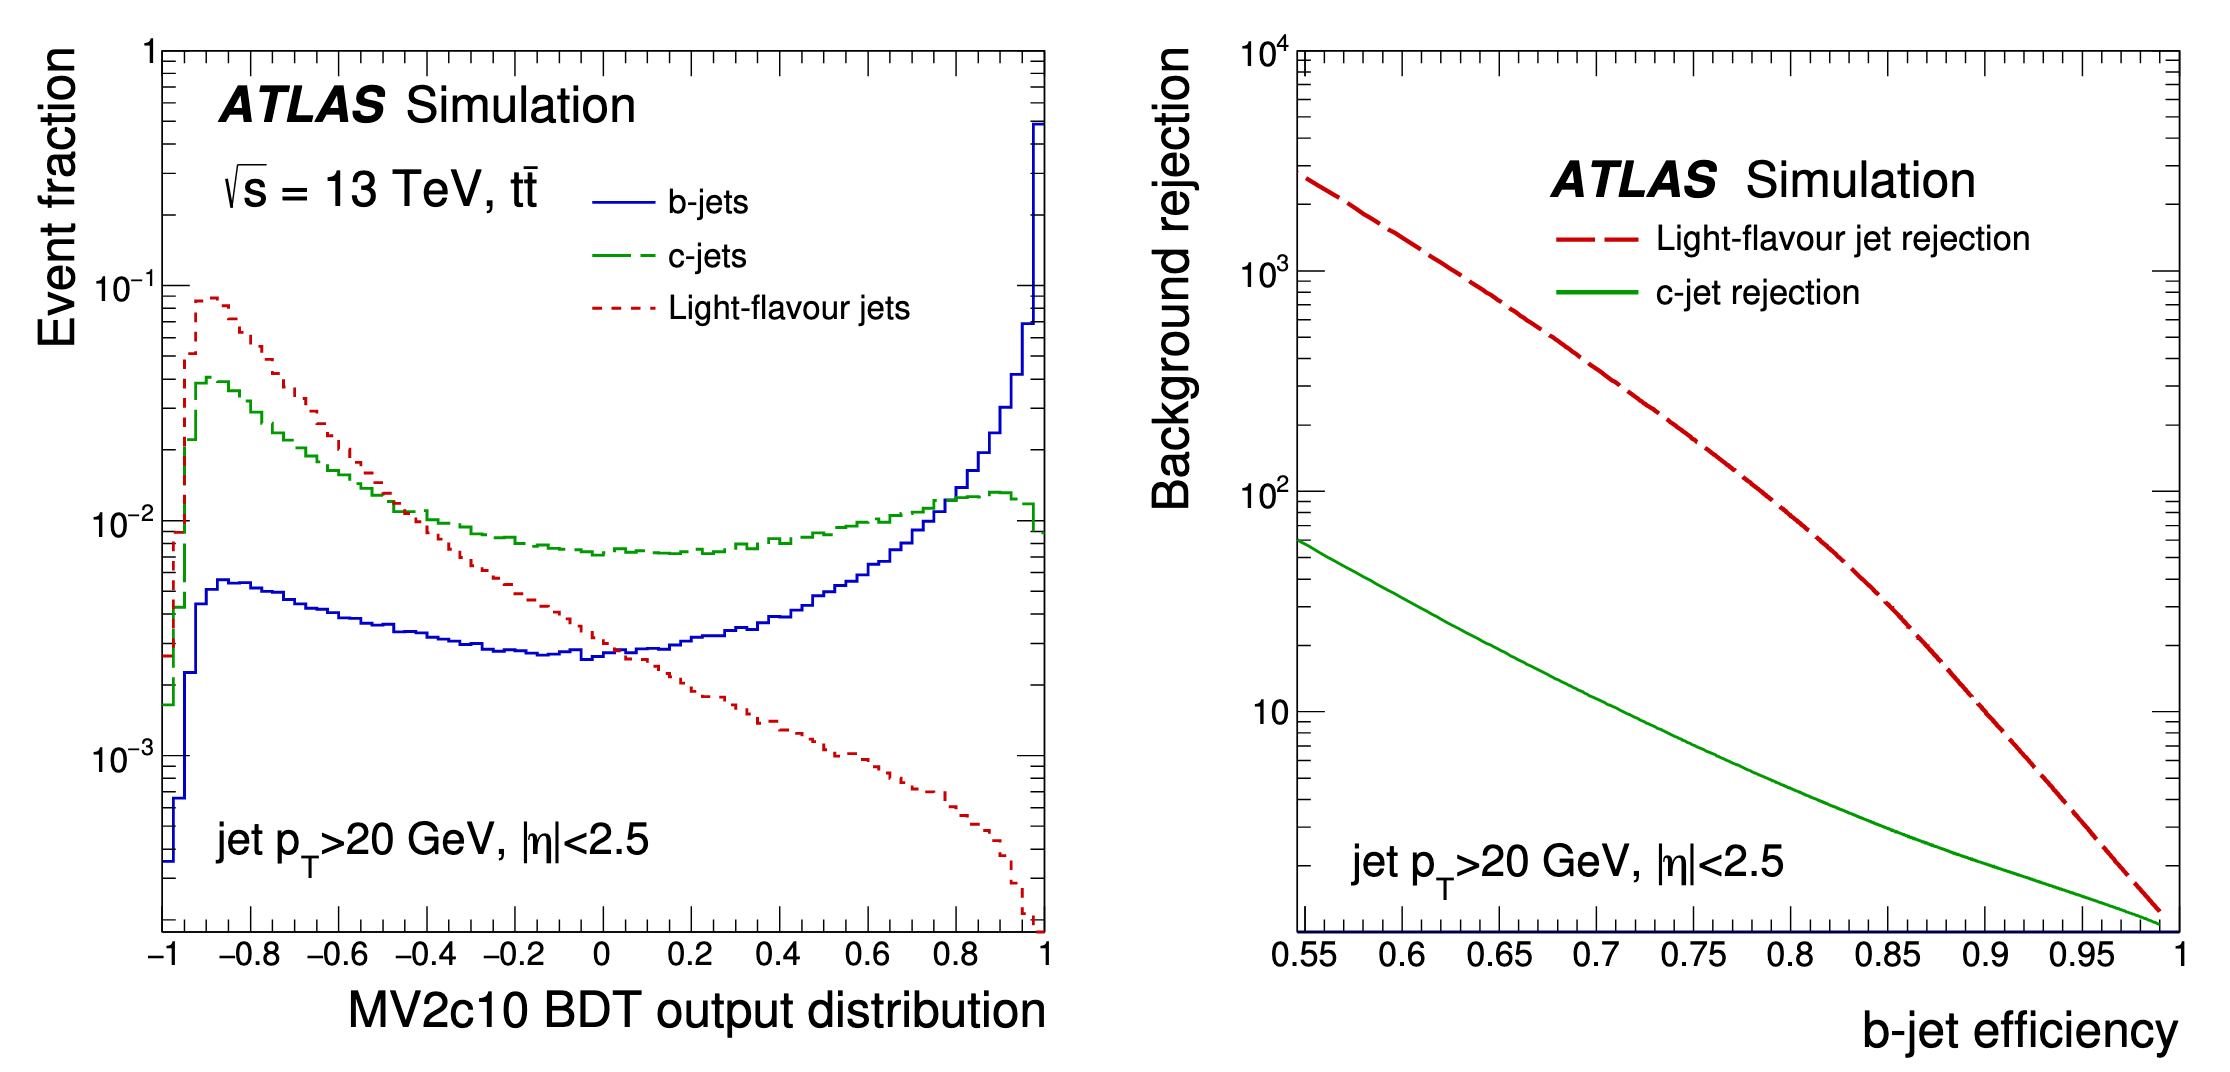 Event fraction
1
10⁻¹
10⁻²
10⁻³
ATLAS Simulation
√s = 13 TeV, tt̄
b-jets
c-jets
Light-flavour jets
jet pT>20 GeV, |η|<2.5
−1 −0.8 −0.6 −0.4 −0.2 0 0.2 0.4 0.6 0.8 1
MV2c10 BDT output distribution
Background rejection
10⁴
10³
10²
10
ATLAS Simulation
Light-flavour jet rejection
c-jet rejection
jet pT>20 GeV, |η|<2.5
0.55 0.6 0.65 0.7 0.75 0.8 0.85 0.9 0.95 1
b-jet efficiency